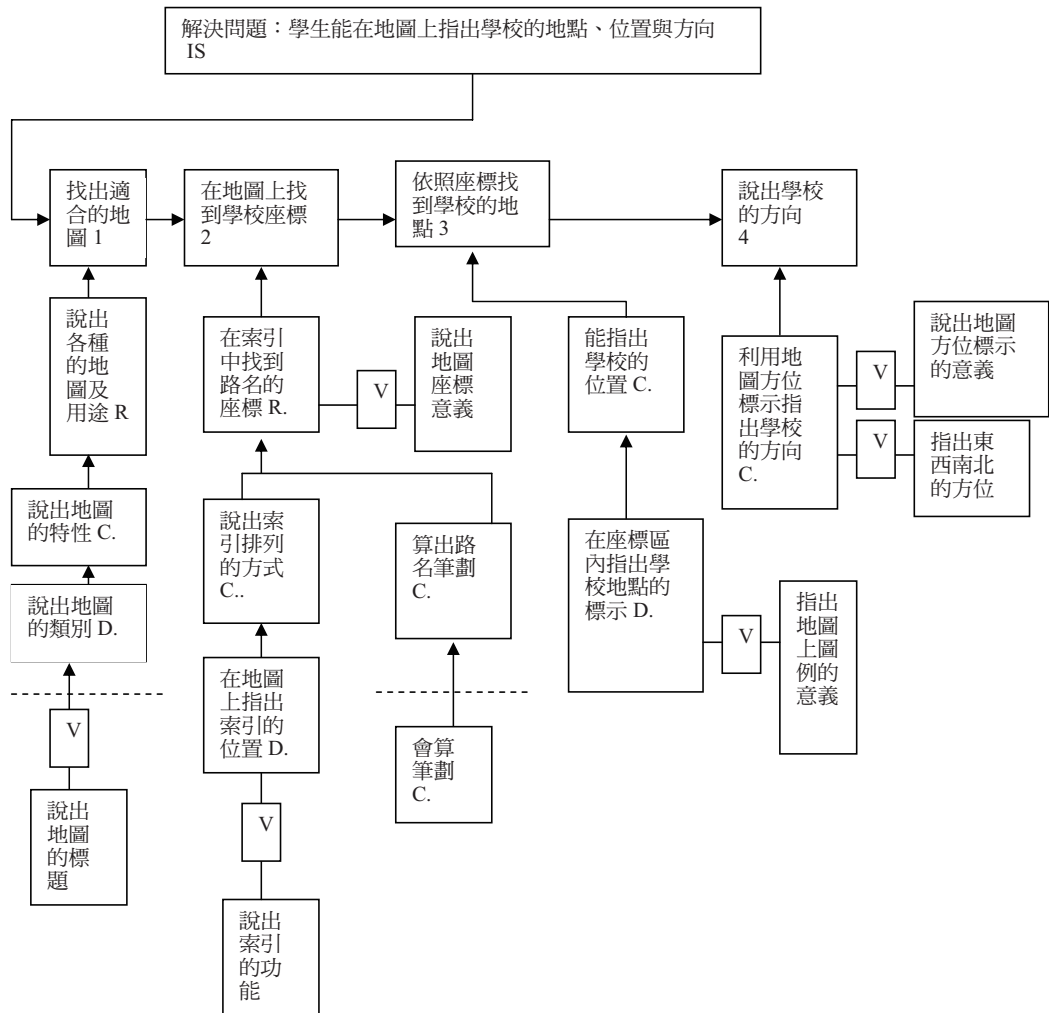 解決問題：學生能在地圖上指出學校的地點、位置與方向
IS
找出適
合的地
圖 1
在地圖上找
到學校座標
2
依照座標找
到學校的地
點 3
說出學校
的方向
4
說出
各種
的地
圖及
用途 R
在索引
中找到
路名的
座標 R.
V
說出
地圖
座標
意義
能指出
學校的
位置 C.
利用地
圖方位
標示指
出學校
的方向
C.
V
說出地圖
方位標示
的意義
V
指出東
西南北
的方位
說出地圖
的特性 C.
說出索
引排列
的方式
C..
算出路
名筆劃
C.
在座標區
內指出學
校地點的
標示 D.
V
指出
地圖
上圖
例的
意義
說出地圖
的類別 D.
在地圖
上指出
索引的
位置 D.
會算
筆劃
C.
V
說出
地圖
的標
題
V
說出
索引
的功
能